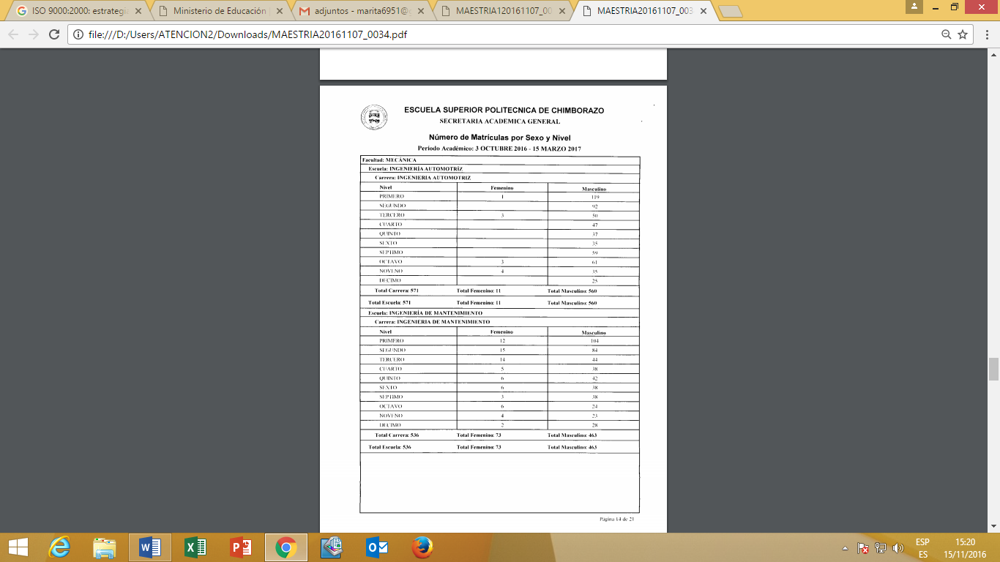 ISO 9000:2000: estrategia
Ministerio de Educación
adjuntos - marita6951@g
MAESTRIA120161107_00
MAESTRIA20161107_003
file:///D:/Users/ATENCION2/Downloads/MAESTRIA20161107_0034.pdf
ESCUELA SUPERIOR POLITECNICA DE CHIMBORAZO
SECRETARIA ACADEMICA GENERAL
Número de Matrículas por Sexo y Nivel
Periodo Académico: 3 OCTUBRE 2016 - 15 MARZO 2017
Facultad: MECÁNICA
Escuela: INGENIERÍA AUTOMOTRÍZ
Carrera: INGENIERIA AUTOMOTRIZ
Nivel Femenino Masculino
PRIMERO 1 119
SEGUNDO 92
TERCERO 3 50
CUARTO 47
QUINTO 37
SEXTO 35
SEPTIMO 59
OCTAVO 3 61
NOVENO 4 35
DECIMO 25
Total Carrera: 571 Total Femenino: 11 Total Masculino: 560
Total Escuela: 571 Total Femenino: 11 Total Masculino: 560
Escuela: INGENIERÍA DE MANTENIMIENTO
Carrera: INGENIERIA DE MANTENIMIENTO
Nivel Femenino Masculino
PRIMERO 12 104
SEGUNDO 15 84
TERCERO 14 44
CUARTO 5 38
QUINTO 6 42
SEXTO 6 38
SEPTIMO 3 38
OCTAVO 6 24
NOVENO 4 23
DECIMO 2 28
Total Carrera: 536 Total Femenino: 73 Total Masculino: 463
Total Escuela: 536 Total Femenino: 73 Total Masculino: 463
Página 14 de 21
ESP 15:20
ES 15/11/2016